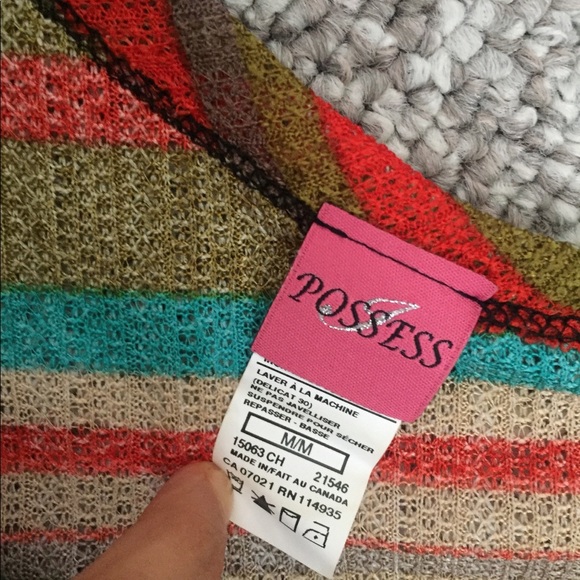 I
POSSESS
LAVER À LA MACHINE
(DELICAT 30)
NE PAS JAVELLISER
SUSPENDRE POUR SÉCHER
REPASSER - BASSE
M/M
15063 CH 21546
MADE IN/FAIT AU CANADA
CA 07021 RN 114935